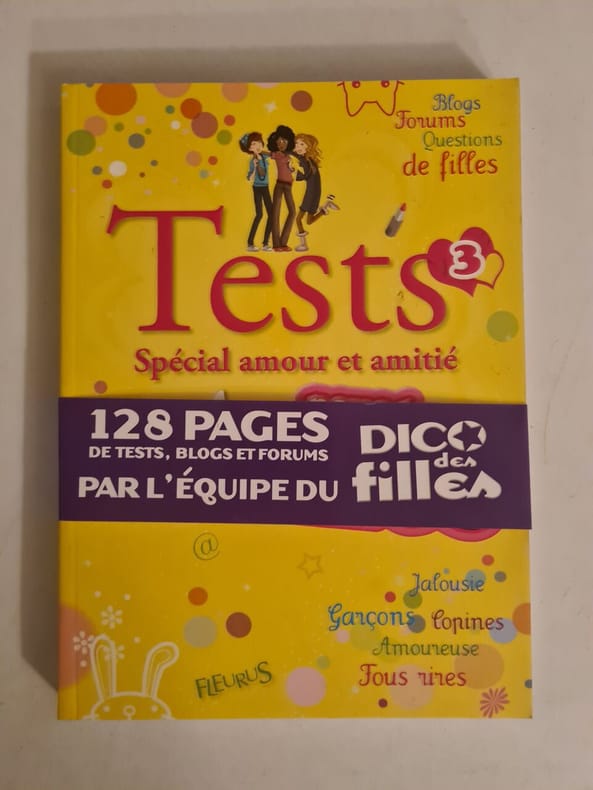 Blogs
Forums
Questions
de filles
Tests 3
Spécial amour et amitié
128 PAGES
DE TESTS, BLOGS ET FORUMS
PAR L'ÉQUIPE DU
DICO
des
filles
@
Jalousie
Garçons Copines
Amoureuse
Fous rires
FLEURUS